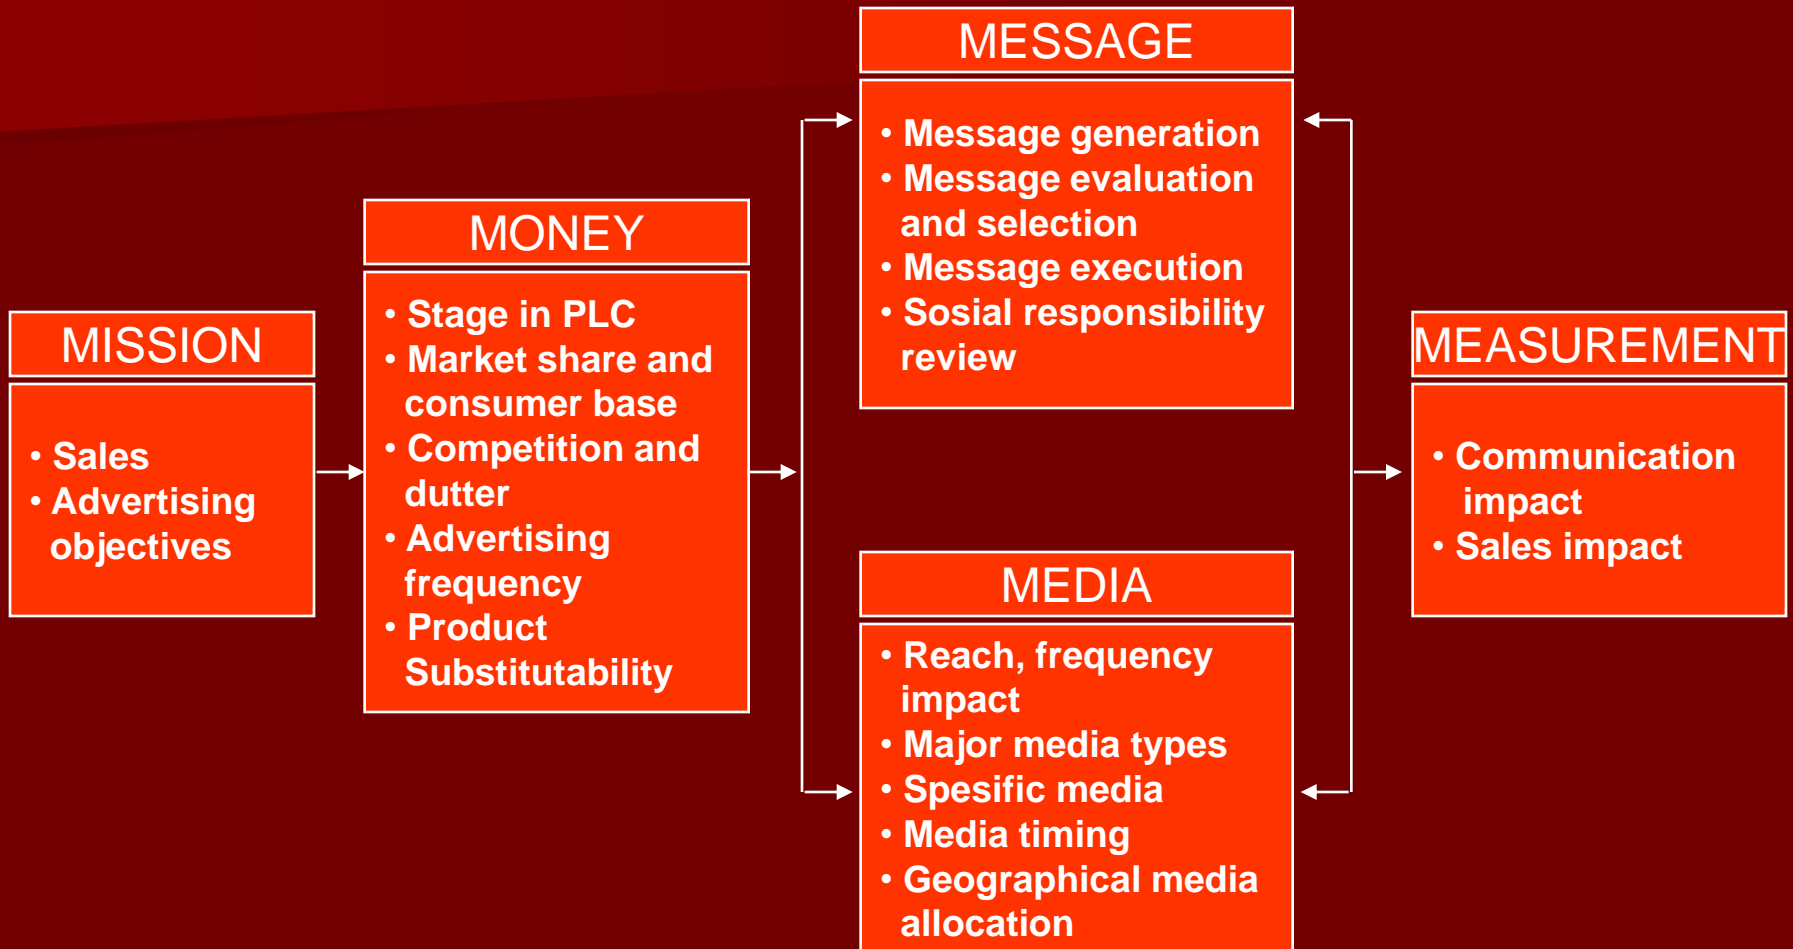 MISSION
• Sales
• Advertising
objectives
MONEY
• Stage in PLC
• Market share and
consumer base
• Competition and
dutter
• Advertising
frequency
• Product
Substitutability
MESSAGE
• Message generation
• Message evaluation
and selection
• Message execution
• Sosial responsibility
review
MEDIA
• Reach, frequency
impact
• Major media types
• Spesific media
• Media timing
• Geographical media
allocation
MEASUREMENT
• Communication
impact
• Sales impact